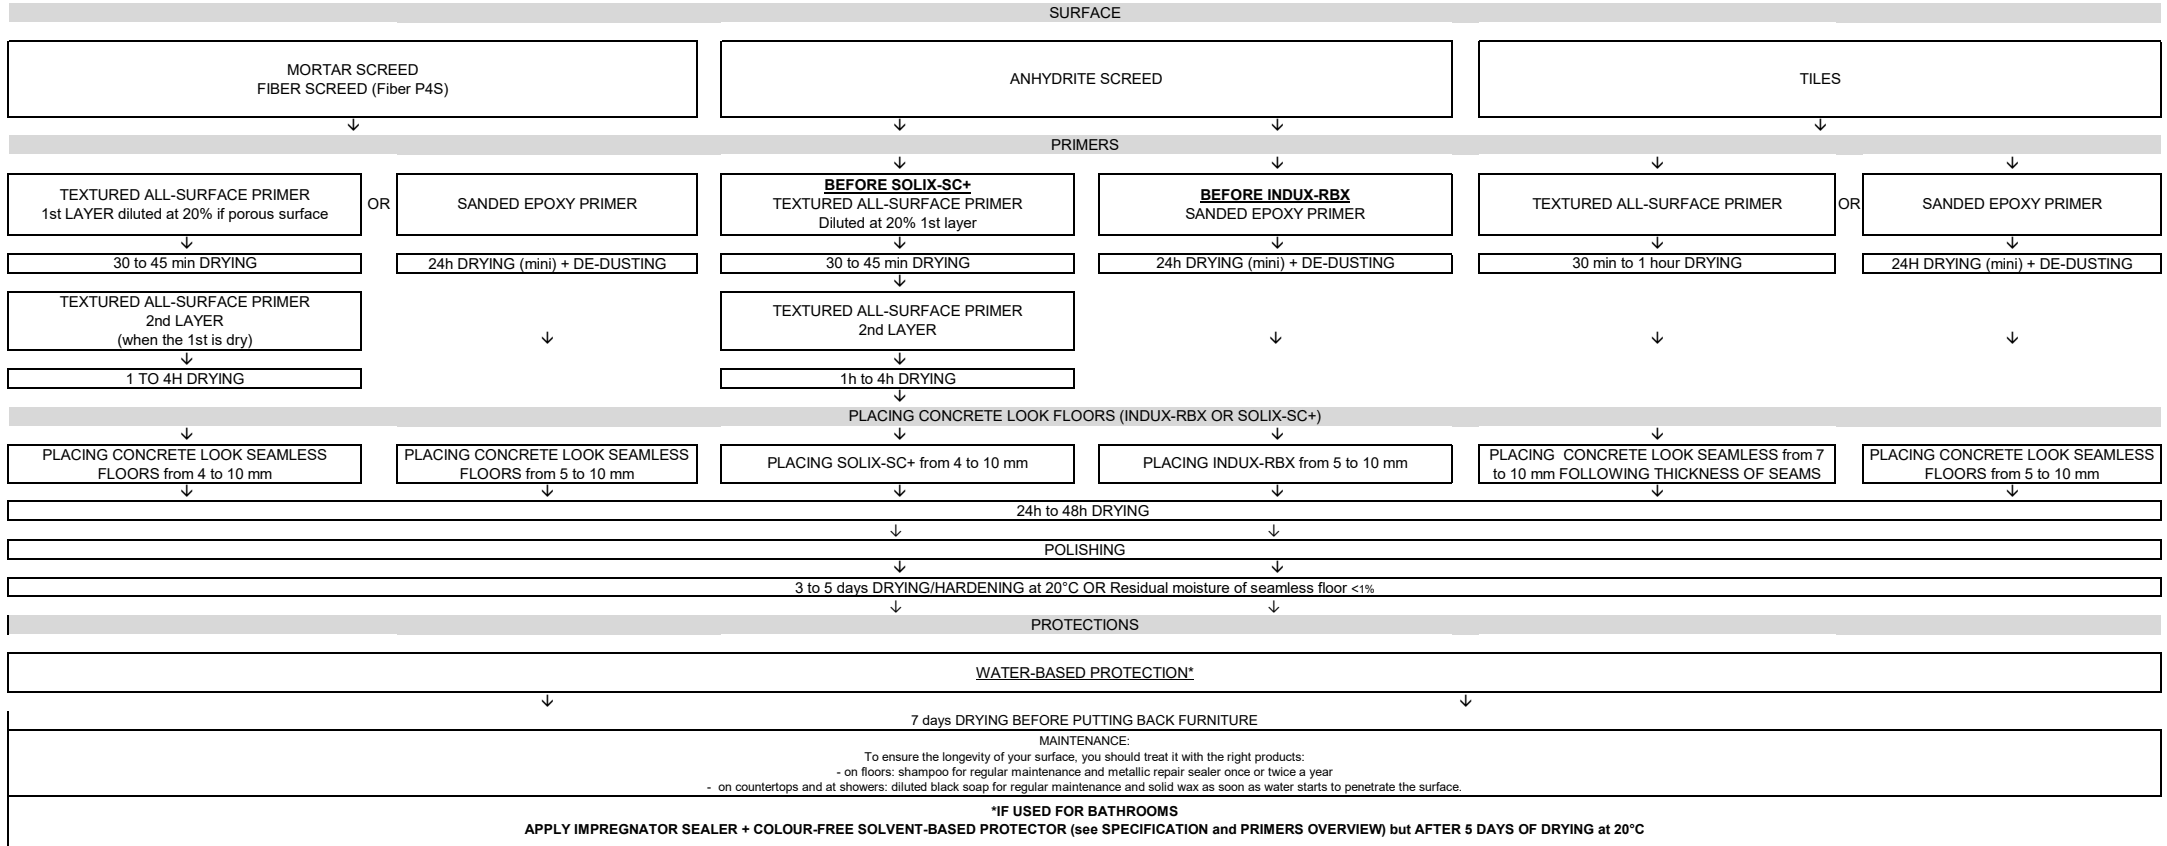 SURFACE
MORTAR SCREED
FIBER SCREED (Fiber P4S)
ANHYDRITE SCREED
TILES
PRIMERS
TEXTURED ALL-SURFACE PRIMER
1st LAYER diluted at 20% if porous surface
OR
SANDED EPOXY PRIMER
BEFORE SOLIX-SC+
TEXTURED ALL-SURFACE PRIMER
Diluted at 20% 1st layer
BEFORE INDUX-RBX
SANDED EPOXY PRIMER
TEXTURED ALL-SURFACE PRIMER
OR
SANDED EPOXY PRIMER
30 to 45 min DRYING
24h DRYING (mini) + DE-DUSTING
30 to 45 min DRYING
24h DRYING (mini) + DE-DUSTING
30 min to 1 hour DRYING
24H DRYING (mini) + DE-DUSTING
TEXTURED ALL-SURFACE PRIMER
2nd LAYER
(when the 1st is dry)
TEXTURED ALL-SURFACE PRIMER
2nd LAYER
1 TO 4H DRYING
1h to 4h DRYING
PLACING CONCRETE LOOK FLOORS (INDUX-RBX OR SOLIX-SC+)
PLACING CONCRETE LOOK SEAMLESS
FLOORS from 4 to 10 mm
PLACING CONCRETE LOOK SEAMLESS
FLOORS from 5 to 10 mm
PLACING SOLIX-SC+ from 4 to 10 mm
PLACING INDUX-RBX from 5 to 10 mm
PLACING CONCRETE LOOK SEAMLESS from 7
to 10 mm FOLLOWING THICKNESS OF SEAMS
PLACING CONCRETE LOOK SEAMLESS
FLOORS from 5 to 10 mm
24h to 48h DRYING
POLISHING
3 to 5 days DRYING/HARDENING at 20°C OR Residual moisture of seamless floor <1%
PROTECTIONS
WATER-BASED PROTECTION*
7 days DRYING BEFORE PUTTING BACK FURNITURE
MAINTENANCE:
To ensure the longevity of your surface, you should treat it with the right products:
- on floors: shampoo for regular maintenance and metallic repair sealer once or twice a year
- on countertops and at showers: diluted black soap for regular maintenance and solid wax as soon as water starts to penetrate the surface.
*IF USED FOR BATHROOMS
APPLY IMPREGNATOR SEALER + COLOUR-FREE SOLVENT-BASED PROTECTOR (see SPECIFICATION and PRIMERS OVERVIEW) but AFTER 5 DAYS OF DRYING at 20°C